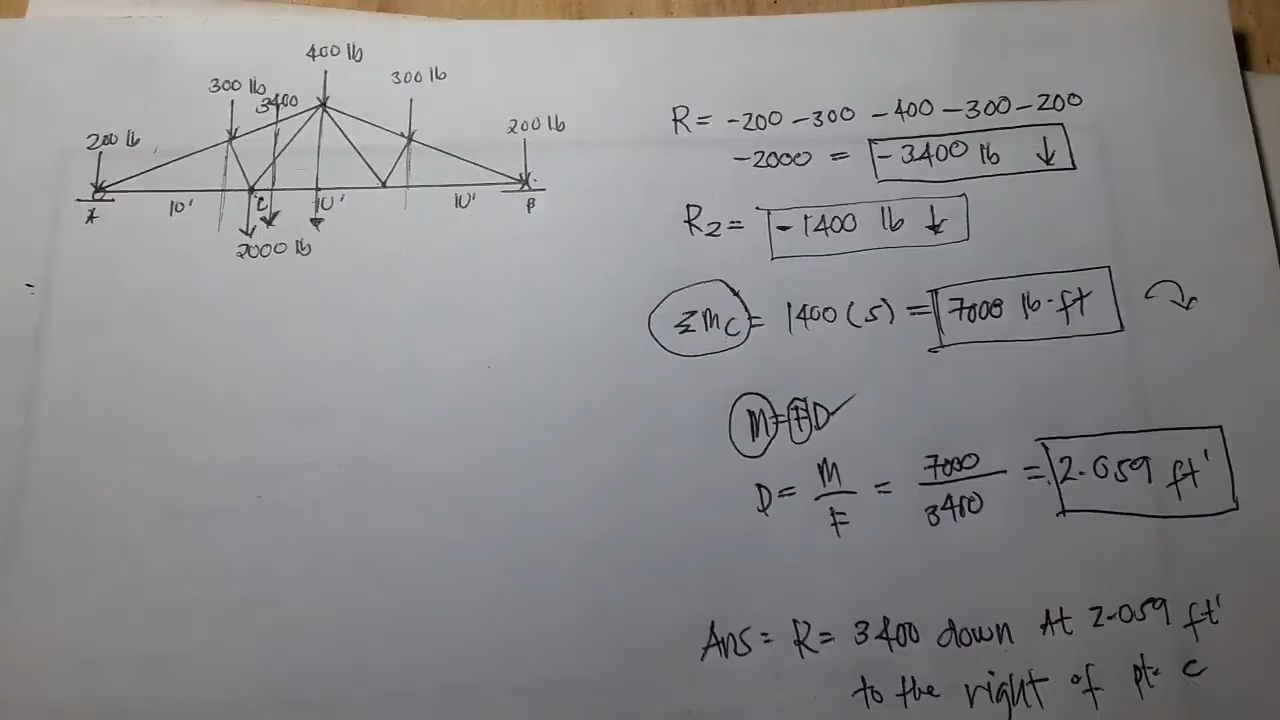 400 lb
300 lb
3400
300 lb
200 lb
200 lb
A
10'
C
10'
10'
B
2000 lb
R = -200 -300 -400 -300 -200
-2000 = -3400 lb ↓
R2 = -1400 lb ↓
ΣMC = 1400 (5) = 7000 lb-ft
M = FD
D = M/F = 7000/3400 = 2.059 ft'
Ans = R = 3400 down At 2.059 ft'
to the right of pt. C